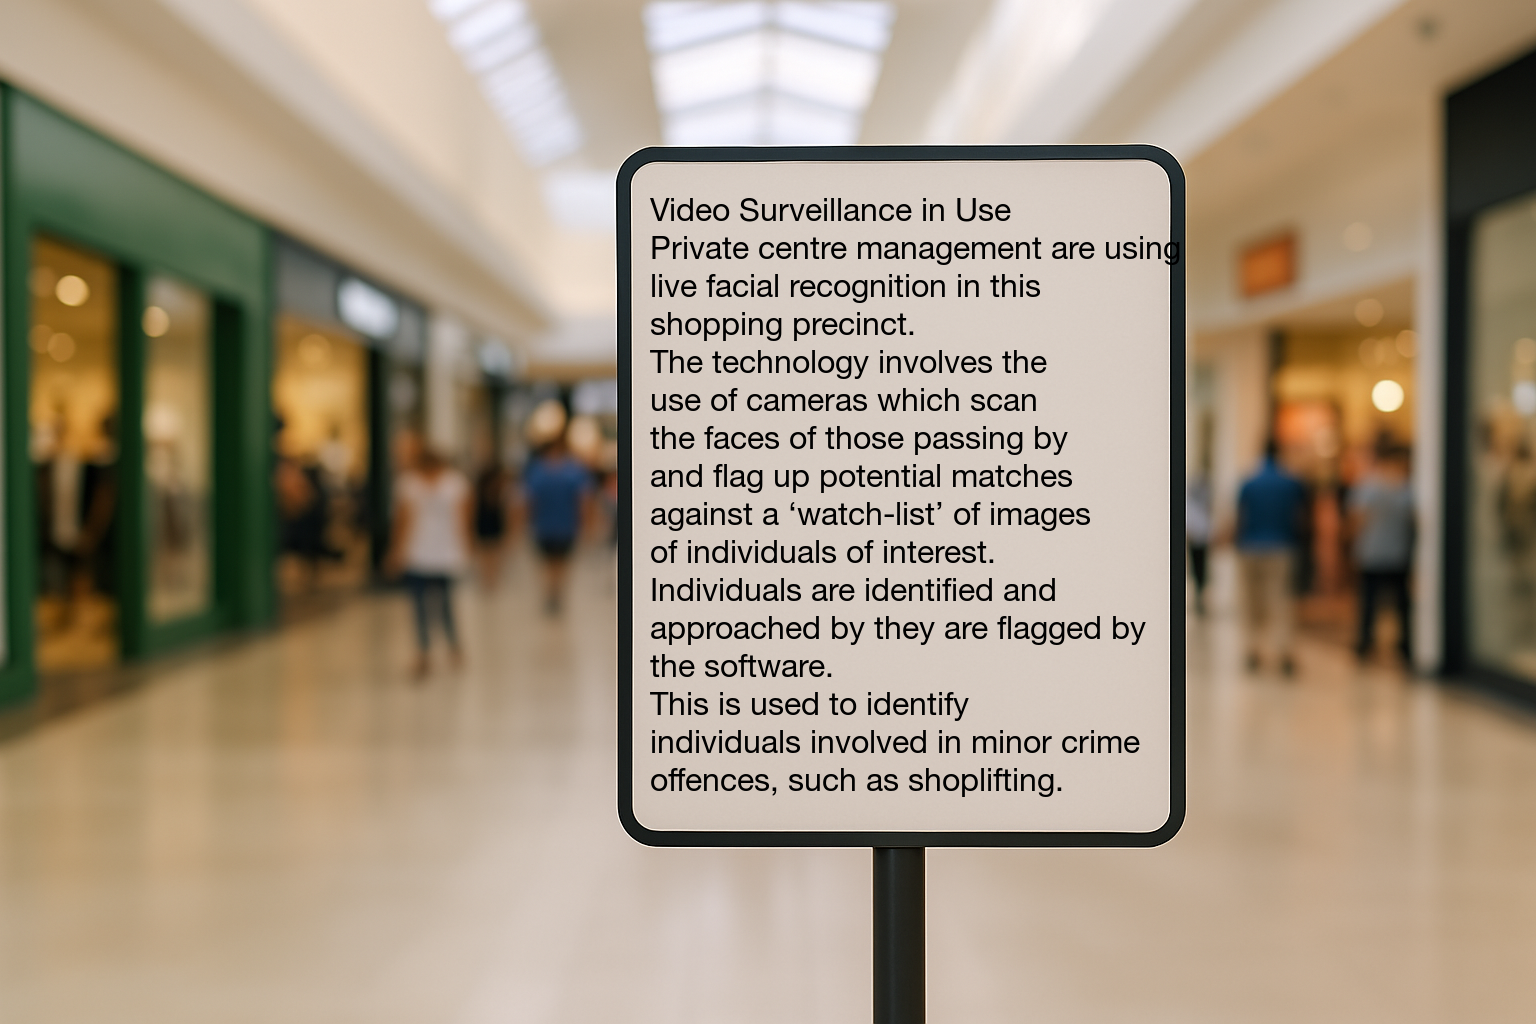 Video Surveillance in Use
Private centre management are using
live facial recognition in this
shopping precinct.
The technology involves the
use of cameras which scan
the faces of those passing by
and flag up potential matches
against a ‘watch-list’ of images
of individuals of interest.
Individuals are identified and
approached by they are flagged by
the software.
This is used to identify
individuals involved in minor crime
offences, such as shoplifting.